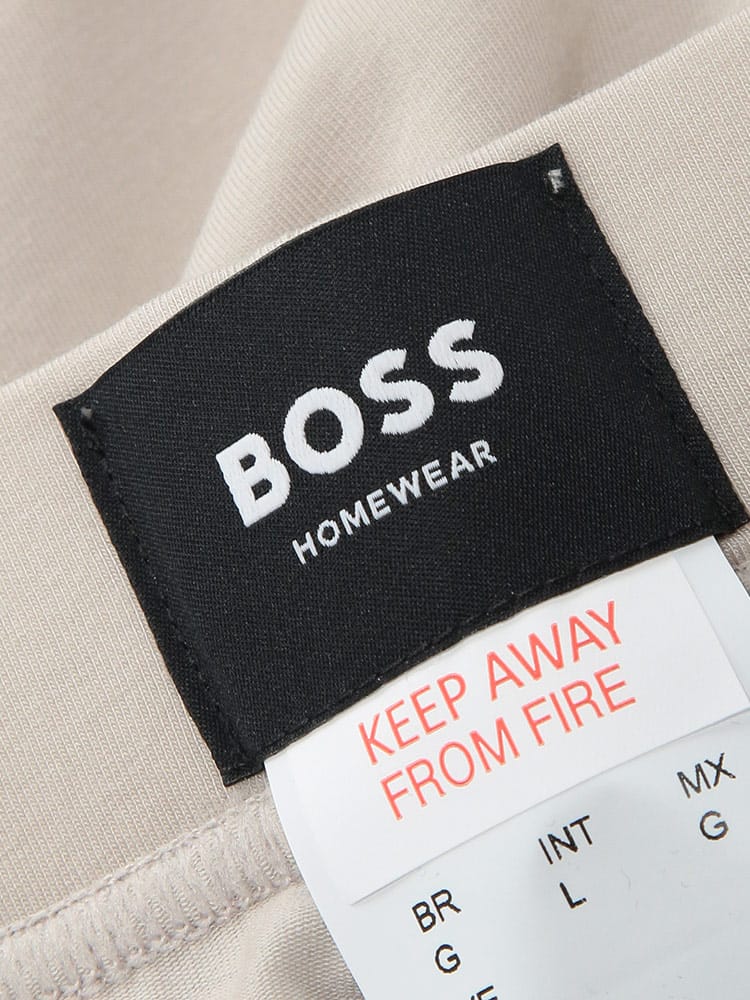 BOSS
HOMEWEAR
KEEP AWAY
FROM FIRE
BR INT MX
G L G